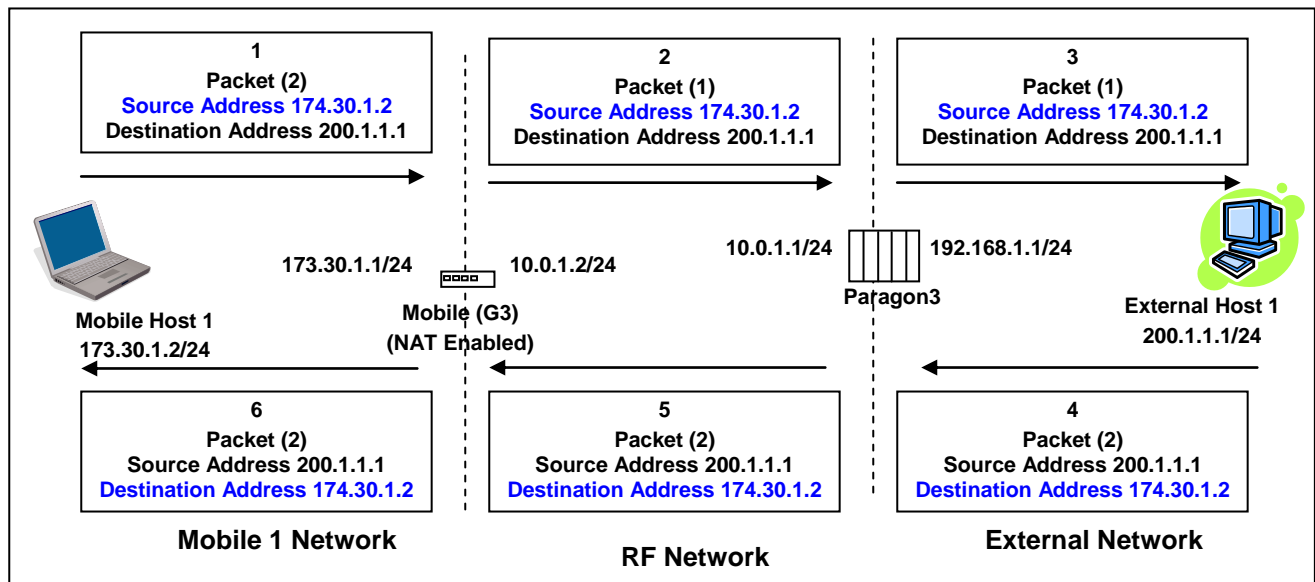 1
Packet (2)
Source Address 174.30.1.2
Destination Address 200.1.1.1
2
Packet (1)
Source Address 174.30.1.2
Destination Address 200.1.1.1
3
Packet (1)
Source Address 174.30.1.2
Destination Address 200.1.1.1
173.30.1.1/24
10.0.1.2/24
10.0.1.1/24
192.168.1.1/24
Mobile Host 1
173.30.1.2/24
Mobile (G3)
(NAT Enabled)
Paragon3
External Host 1
200.1.1.1/24
6
Packet (2)
Source Address 200.1.1.1
Destination Address 174.30.1.2
5
Packet (2)
Source Address 200.1.1.1
Destination Address 174.30.1.2
4
Packet (2)
Source Address 200.1.1.1
Destination Address 174.30.1.2
Mobile 1 Network
RF Network
External Network